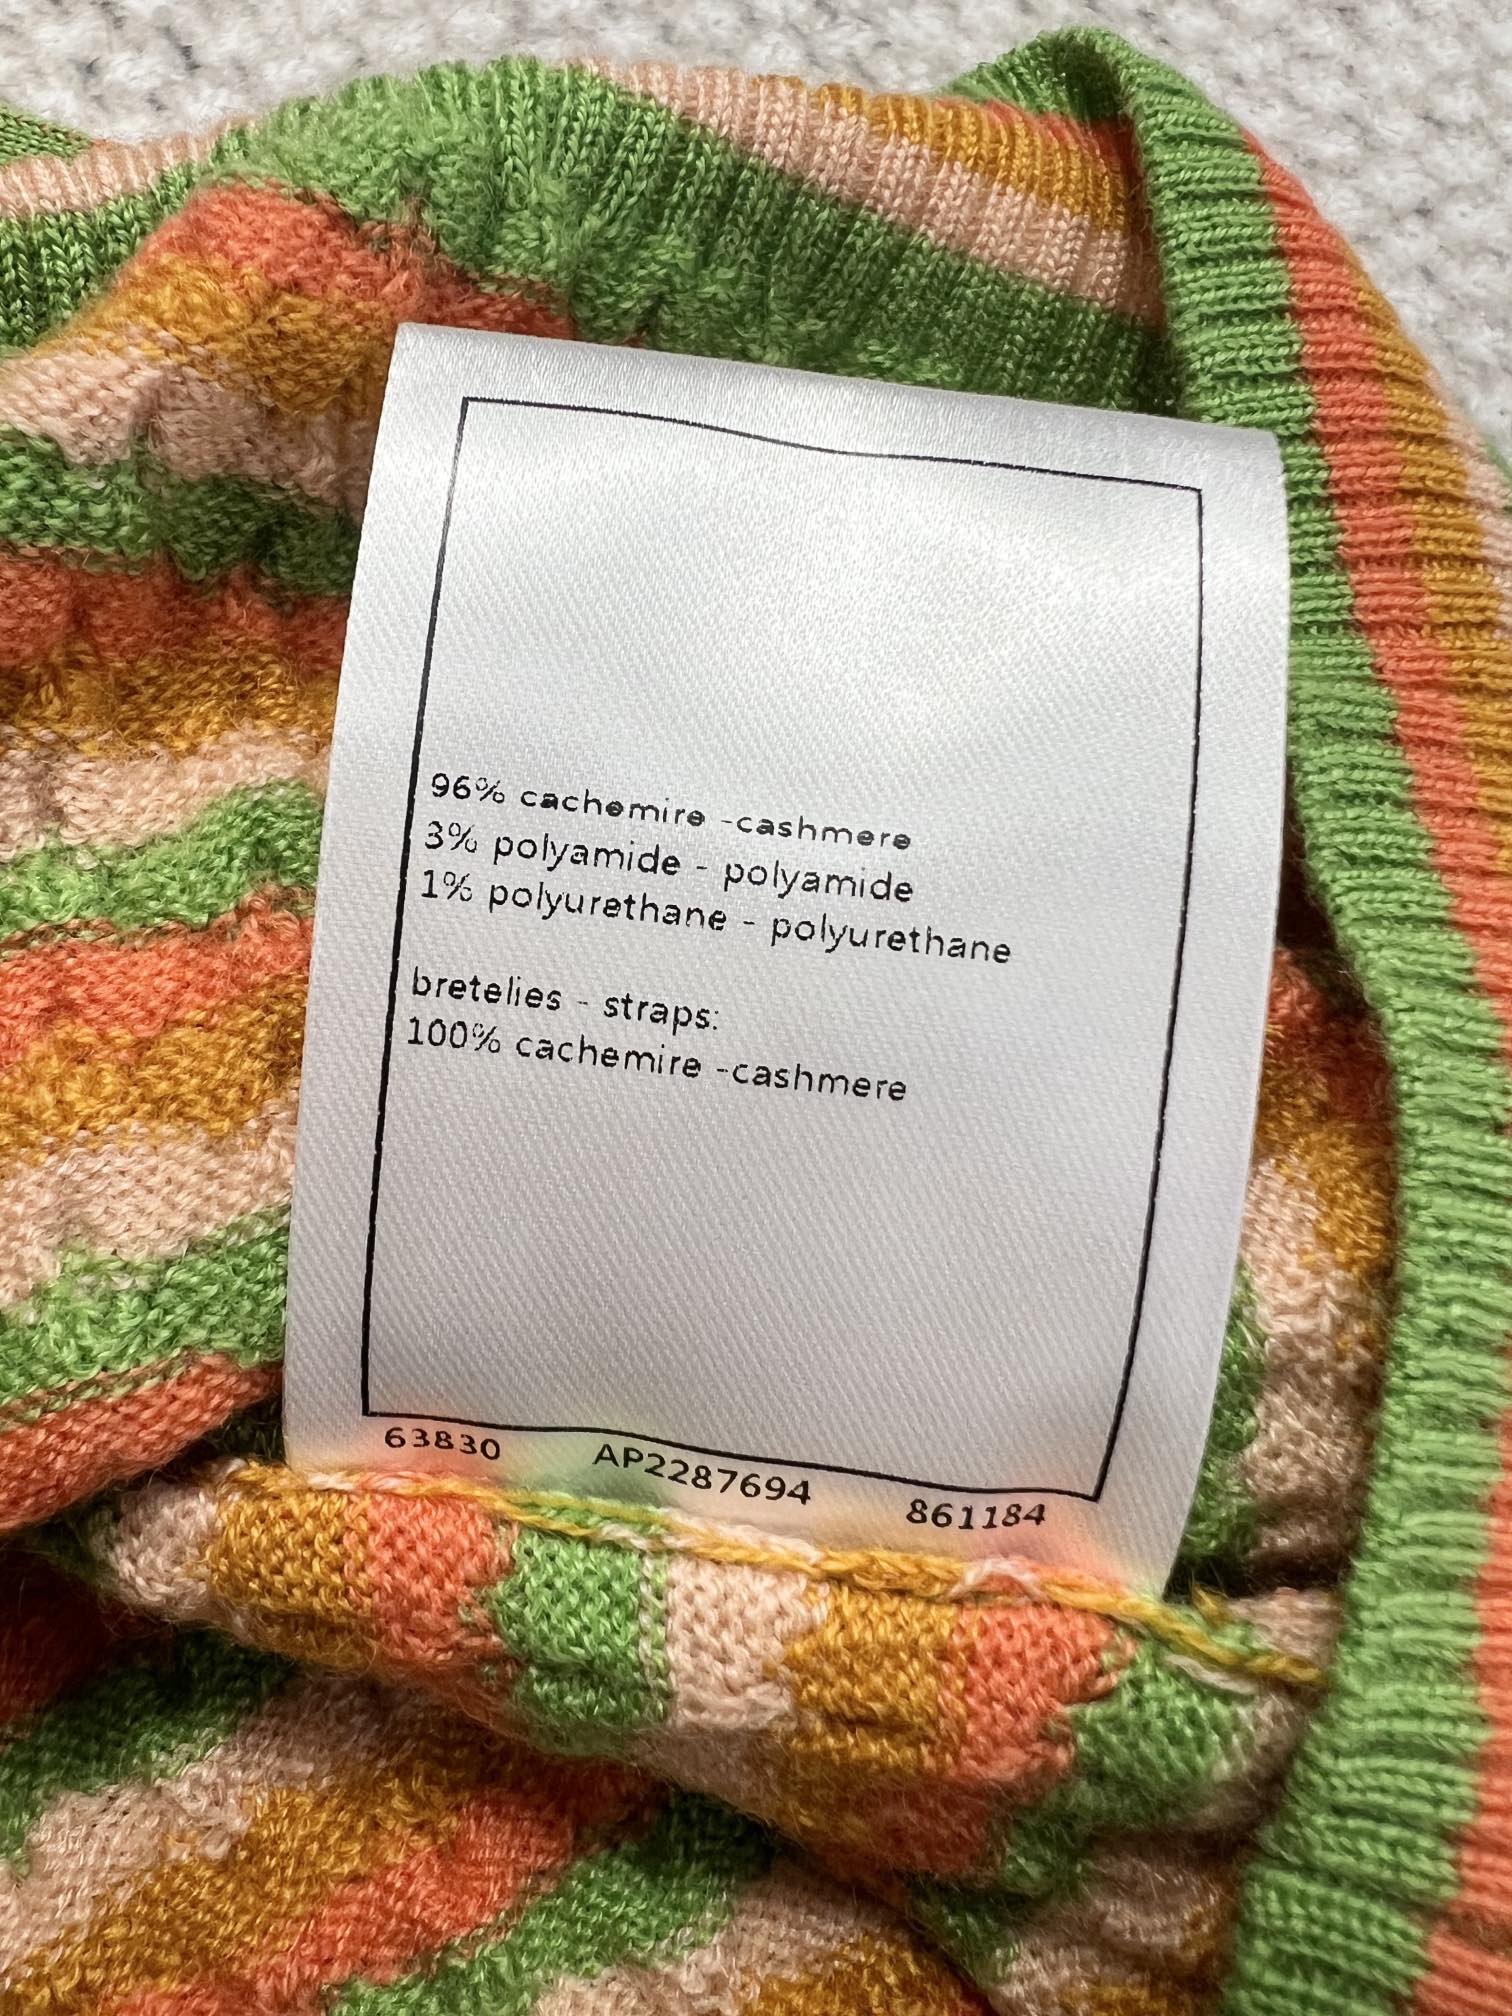 96% cachemire -cashmere
3% polyamide - polyamide
1% polyurethane - polyurethane
bretelies - straps:
100% cachemire -cashmere
63830 AP2287694 861184